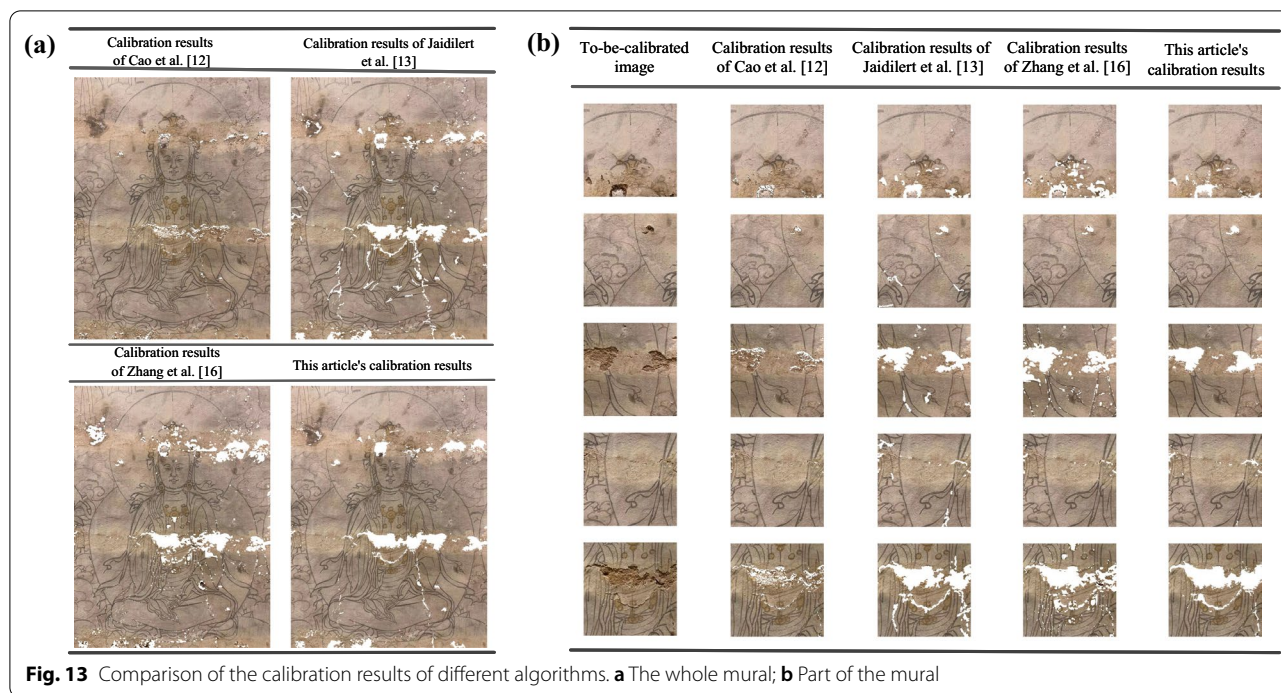 (a)
Calibration results
of Cao et al. [12]
Calibration results of Jaidilert
et al. [13]
Calibration results
of Zhang et al. [16]
This article's calibration results
(b)
To-be-calibrated
image
Calibration results
of Cao et al. [12]
Calibration results of
Jaidilert et al. [13]
Calibration results
of Zhang et al. [16]
This article's
calibration results
Fig. 13 Comparison of the calibration results of different algorithms. a The whole mural; b Part of the mural